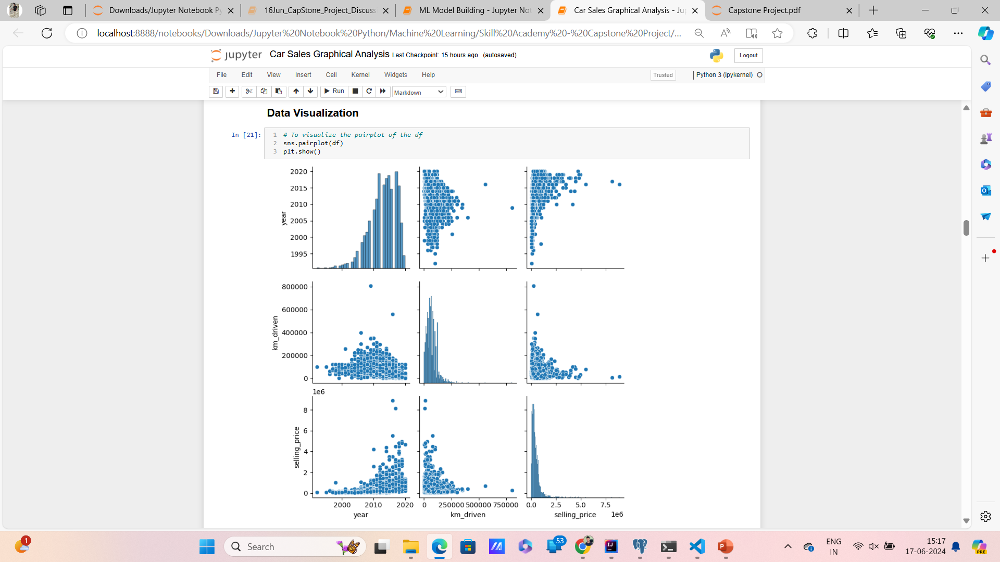 Downloads/Jupyter Notebook Py
16Jun_CapStone_Project_Discuss
ML Model Building - Jupyter Not
Car Sales Graphical Analysis - Jup
Capstone Project.pdf
localhost:8888/notebooks/Downloads/Jupyter%20Notebook%20Python/Machine%20Learning/Skill%20Academy%20-%20Capstone%20Project/...
jupyter Car Sales Graphical Analysis Last Checkpoint: 15 hours ago (autosaved)
Logout
File Edit View Insert Cell Kernel Widgets Help
Trusted
Python 3 (ipykernel)
Run
Markdown
Data Visualization
In [21]:
1 # To visualize the pairplot of the df
2 sns.pairplot(df)
3 plt.show()
2020
2015
2010
2005
2000
1995
year
800000
600000
400000
200000
0
km_driven
1e6
8
6
4
2
0
selling_price
2000 2010 2020
year
0 250000 500000 750000
km_driven
0.0 2.5 5.0 7.5
selling_price
1e6
1
Search
53
ENG
IN
15:17
17-06-2024
PRE